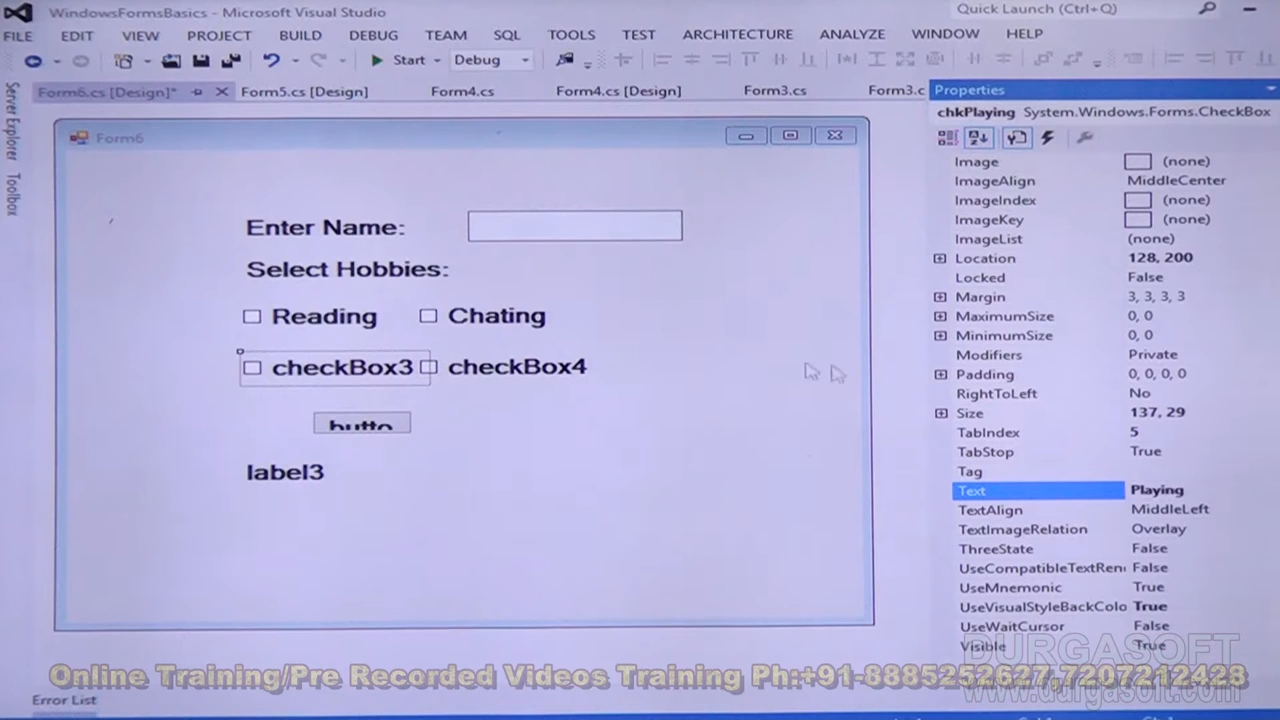 WindowsFormsBasics - Microsoft Visual Studio
Quick Launch (Ctrl+Q)
FILE EDIT VIEW PROJECT BUILD DEBUG TEAM SQL TOOLS TEST ARCHITECTURE ANALYZE WINDOW HELP
Start Debug
Form6.cs [Design]* Form5.cs [Design] Form4.cs Form4.cs [Design] Form3.cs Form3.c
Server Explorer
Toolbox
Form6
Enter Name:
Select Hobbies:
Reading Chating
checkBox3 checkBox4
butto
label3
Properties
chkPlaying System.Windows.Forms.CheckBox
Image (none)
ImageAlign MiddleCenter
ImageIndex (none)
ImageKey (none)
ImageList (none)
Location 128, 200
Locked False
Margin 3, 3, 3, 3
MaximumSize 0, 0
MinimumSize 0, 0
Modifiers Private
Padding 0, 0, 0, 0
RightToLeft No
Size 137, 29
TabIndex 5
TabStop True
Tag
Text Playing
TextAlign MiddleLeft
TextImageRelation Overlay
ThreeState False
UseCompatibleTextRen False
UseMnemonic True
UseVisualStyleBackColo True
UseWaitCursor False
Visible True
DURGASOFT
www.durgasoft.com
Online Training/Pre Recorded Videos Training Ph:+91-8885252627,7207212428
Error List